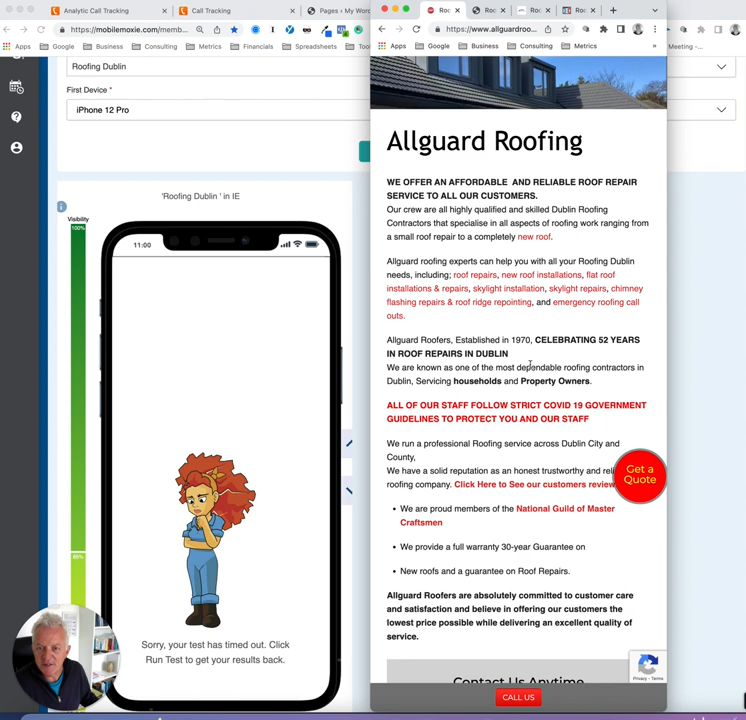 Analytic Call Tracking
Call Tracking
Pages ‹ My Wor
https://mobilemoxie.com/memb...
Apps
Google
Business
Consulting
Metrics
Financials
Spreadsheets
Roofing Dublin
First Device *
iPhone 12 Pro
'Roofing Dublin ' in IE
Visibility
100%
11:00
Sorry, your test has timed out. Click
Run Test to get your results back.
Roo
Roo
Roo
Roo
https://www.allguardroo...
Apps
Google
Business
Consulting
Metrics
»
Meeting -...
Allguard Roofing
WE OFFER AN AFFORDABLE AND RELIABLE ROOF REPAIR
SERVICE TO ALL OUR CUSTOMERS.
Our crew are all highly qualified and skilled Dublin Roofing
Contractors that specialise in all aspects of roofing work ranging from
a small roof repair to a completely new roof.
Allguard roofing experts can help you with all your Roofing Dublin
needs, including; roof repairs, new roof installations, flat roof
installations & repairs, skylight installation, skylight repairs, chimney
flashing repairs & roof ridge repointing, and emergency roofing call
outs.
Allguard Roofers, Established in 1970, CELEBRATING 52 YEARS
IN ROOF REPAIRS IN DUBLIN
We are known as one of the most dependable roofing contractors in
Dublin, Servicing households and Property Owners.
ALL OF OUR STAFF FOLLOW STRICT COVID 19 GOVERNMENT
GUIDELINES TO PROTECT YOU AND OUR STAFF
We run a professional Roofing service across Dublin City and
County,
We have a solid reputation as an honest trustworthy and reli
roofing company. Click Here to See our customers review
Get a
Quote
• We are proud members of the National Guild of Master
Craftsmen
• We provide a full warranty 30-year Guarantee on
• New roofs and a guarantee on Roof Repairs.
Allguard Roofers are absolutely committed to customer care
and satisfaction and believe in offering our customers the
lowest price possible while delivering an excellent quality of
service.
Contact Us Anytime
Privacy - Terms
CALL US